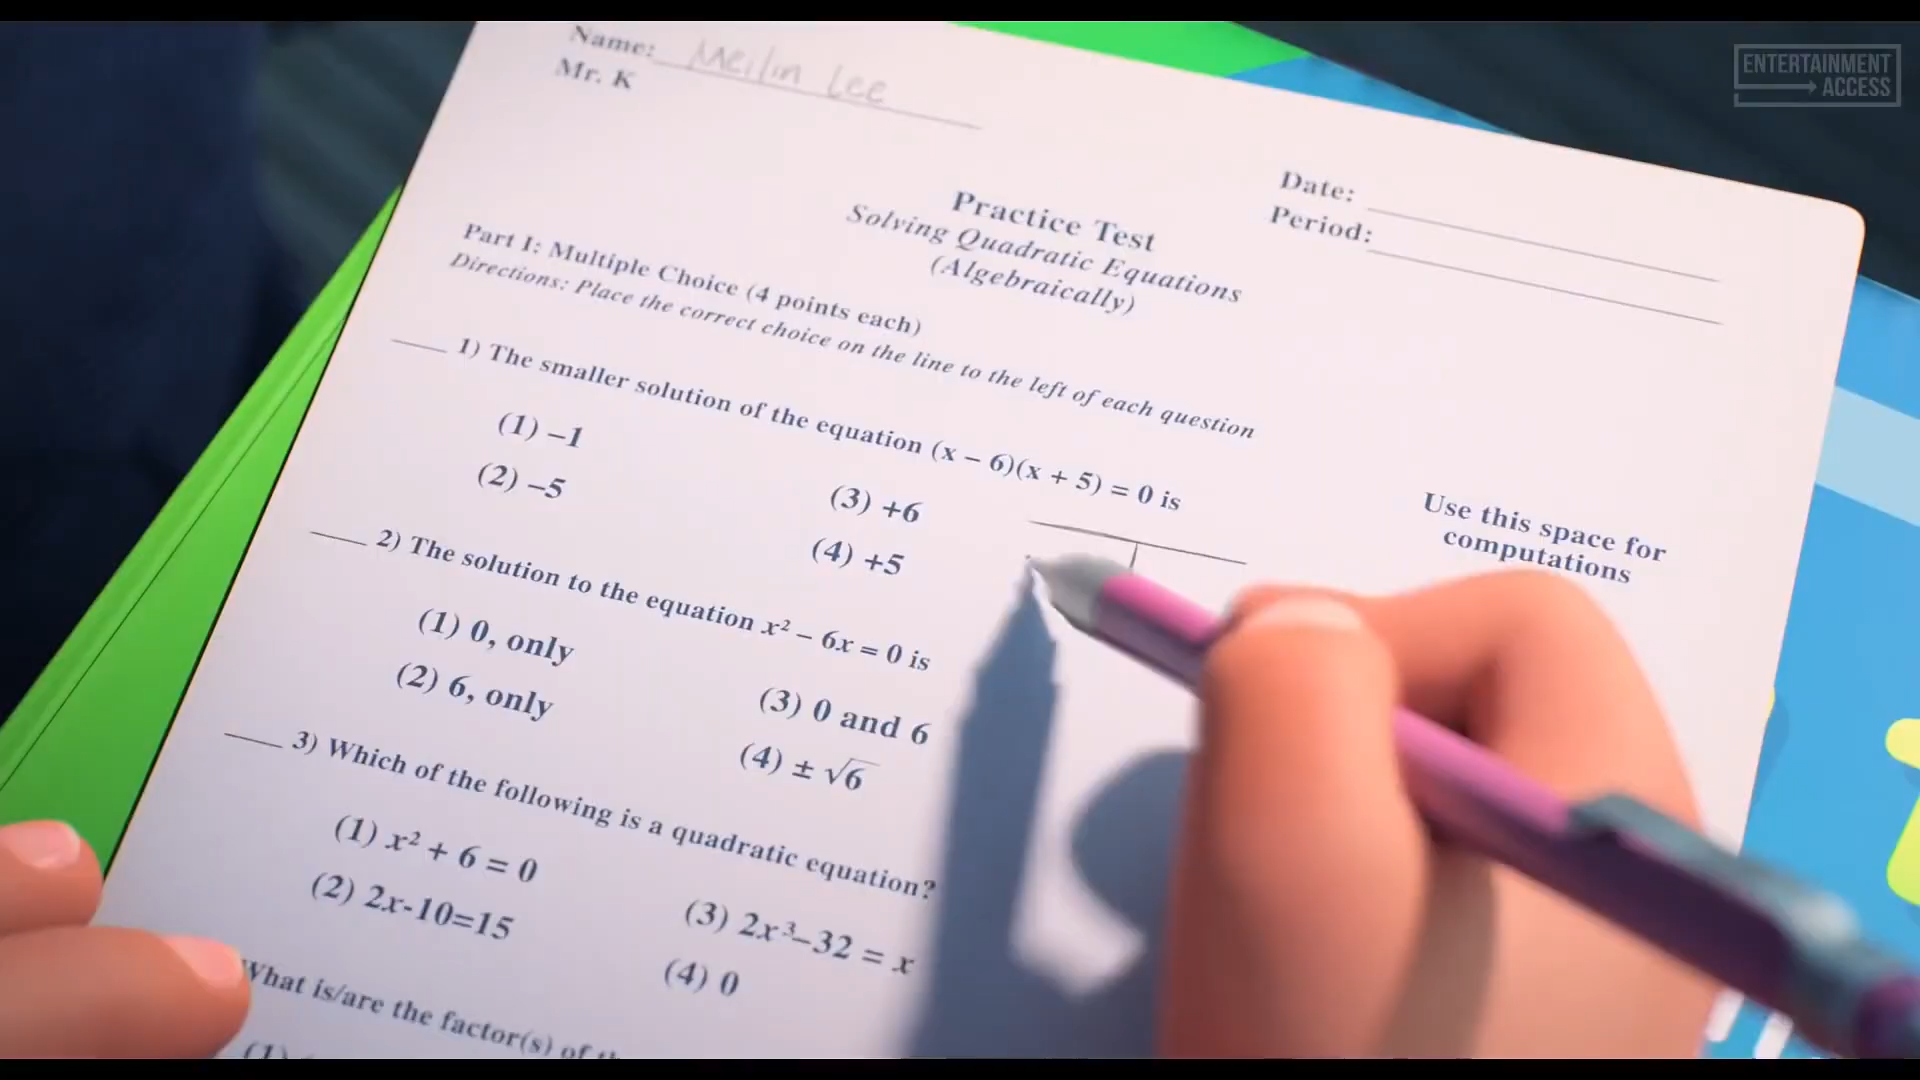 ENTERTAINMENT
ACCESS
Name: Meilin Lee
Mr. K
Date:
Period:
Practice Test
Solving Quadratic Equations
(Algebraically)
Part I: Multiple Choice (4 points each)
Directions: Place the correct choice on the line to the left of each question
1) The smaller solution of the equation (x – 6)(x + 5) = 0 is
(1) –1
(2) –5
(3) +6
(4) +5
Use this space for
computations
2) The solution to the equation x² – 6x = 0 is
(1) 0, only
(2) 6, only
(3) 0 and 6
(4) ± √6
3) Which of the following is a quadratic equation?
(1) x² + 6 = 0
(2) 2x-10=15
(3) 2x³–32 = x
(4) 0
What is/are the factor(s) of
(1)